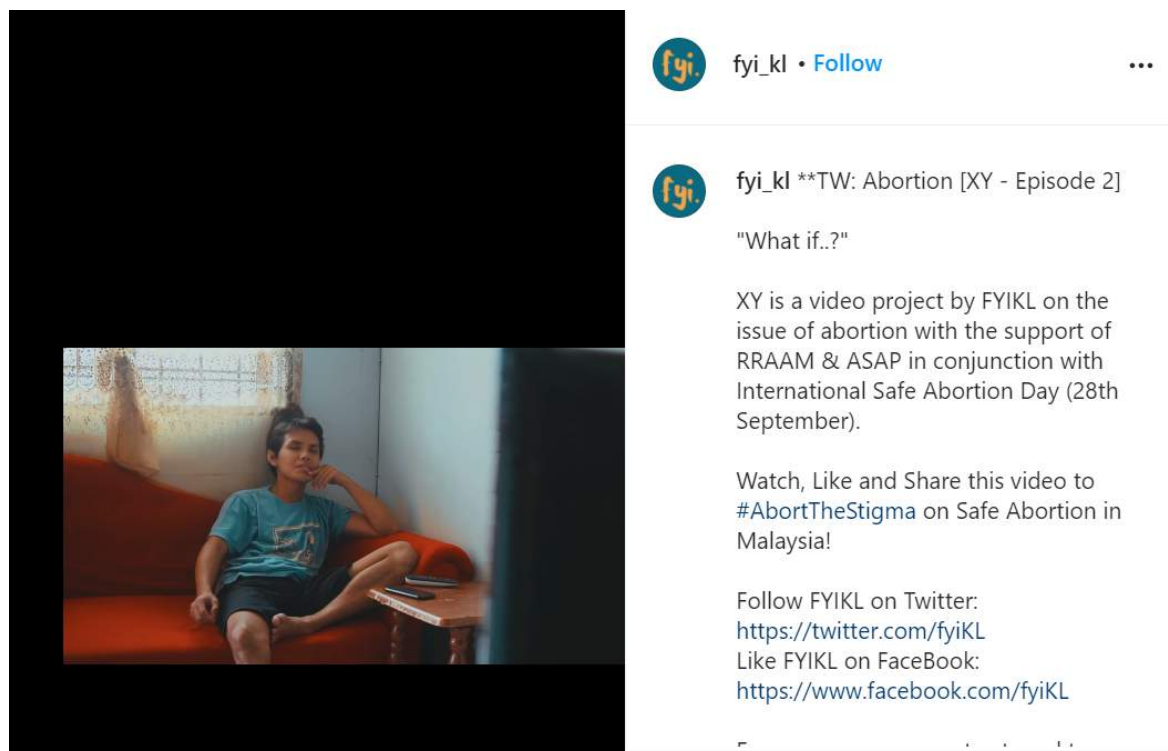 fyi.
fyi_kl • Follow
fyi.
fyi_kl **TW: Abortion [XY - Episode 2]
"What if..?"
XY is a video project by FYIKL on the
issue of abortion with the support of
RRAAM & ASAP in conjunction with
International Safe Abortion Day (28th
September).
Watch, Like and Share this video to
#AbortTheStigma on Safe Abortion in
Malaysia!
Follow FYIKL on Twitter:
https://twitter.com/fyiKL
Like FYIKL on FaceBook:
https://www.facebook.com/fyiKL